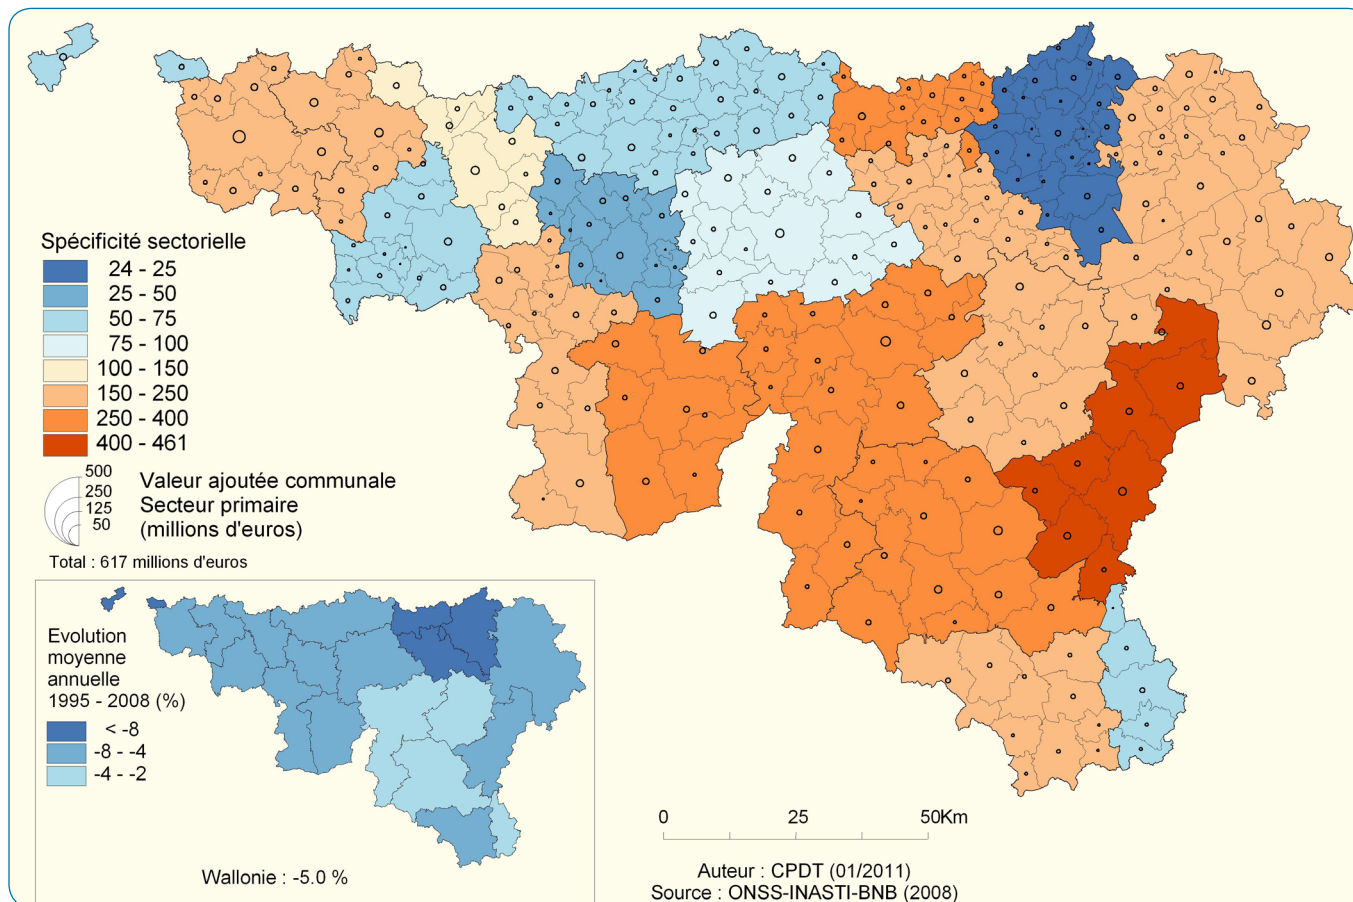 Spécificité sectorielle
24 - 25
25 - 50
50 - 75
75 - 100
100 - 150
150 - 250
250 - 400
400 - 461
500
250
125
50
Valeur ajoutée communale
Secteur primaire
(millions d'euros)
Total : 617 millions d'euros
Evolution
moyenne
annuelle
1995 - 2008 (%)
< -8
-8 - -4
-4 - -2
Wallonie : -5.0 %
0 25 50Km
Auteur : CPDT (01/2011)
Source : ONSS-INASTI-BNB (2008)